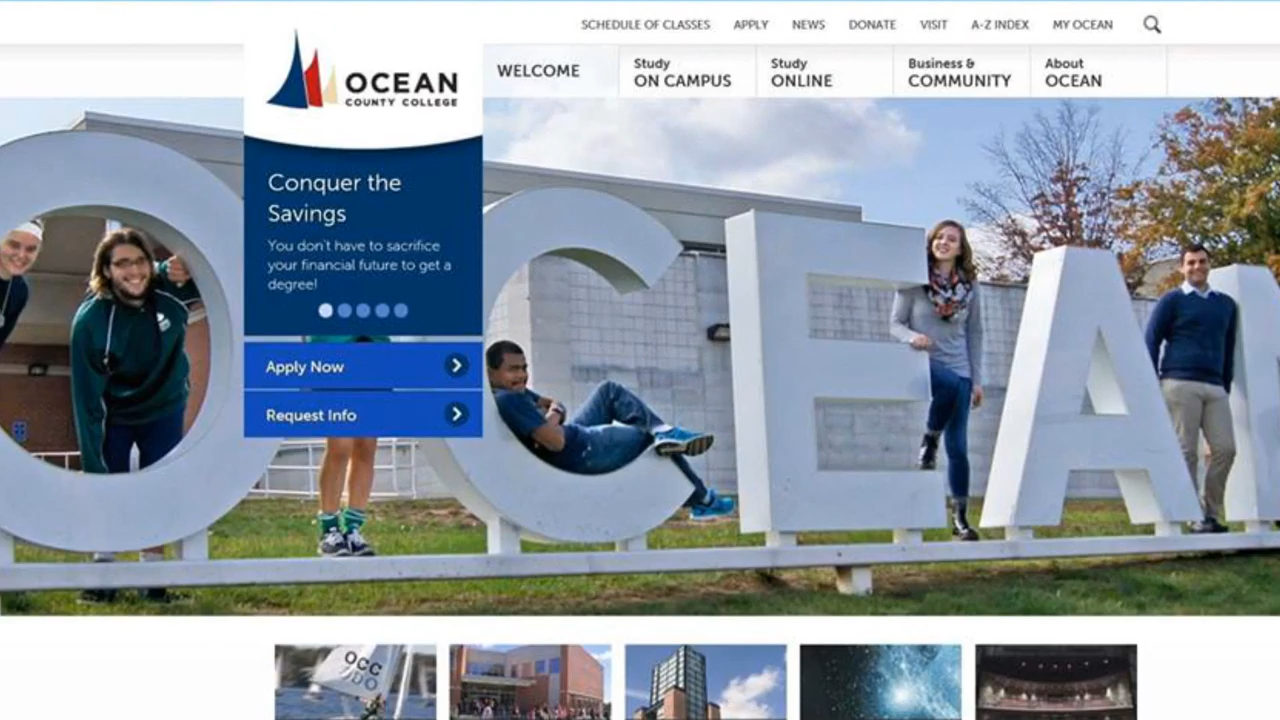 SCHEDULE OF CLASSES APPLY NEWS DONATE VISIT A-Z INDEX MY OCEAN
OCEAN
COUNTY COLLEGE
WELCOME
Study
ON CAMPUS
Study
ONLINE
Business &
COMMUNITY
About
OCEAN
Conquer the
Savings
You don't have to sacrifice
your financial future to get a
degree!
Apply Now
Request Info
OCEAN
OCC